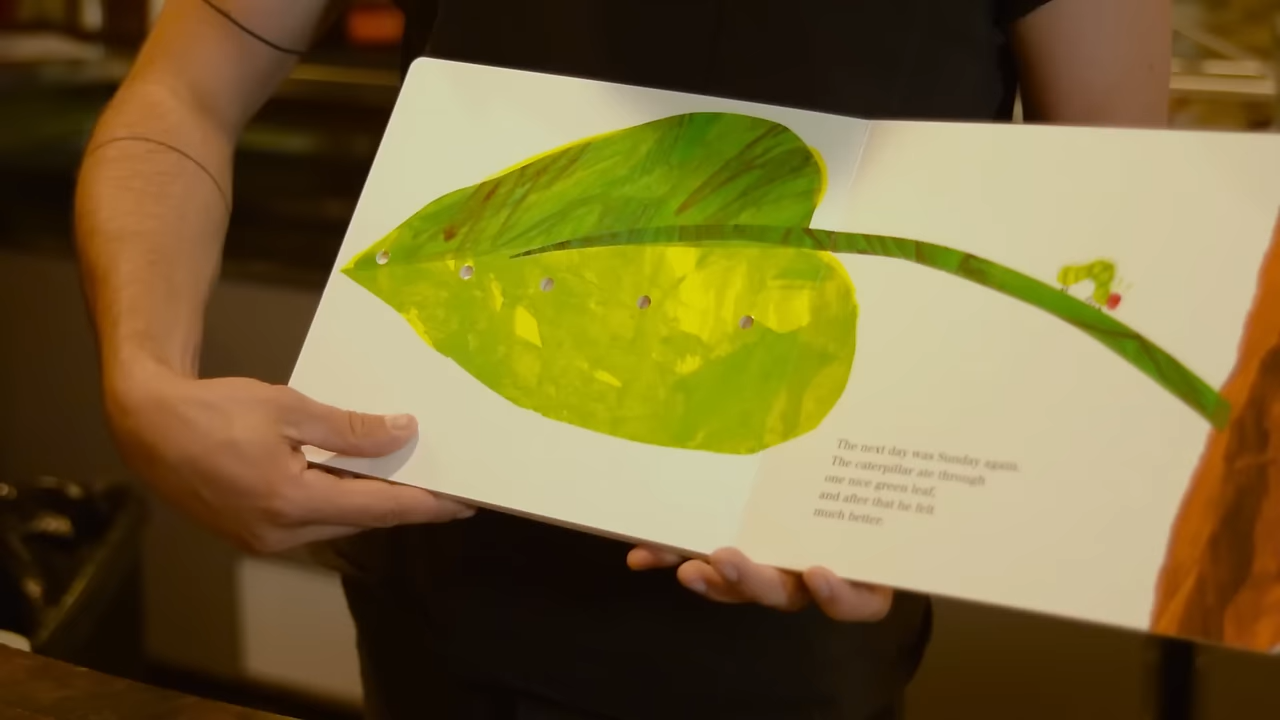 The next day was Sunday again.
The caterpillar ate through
one nice green leaf,
and after that he felt
much better.